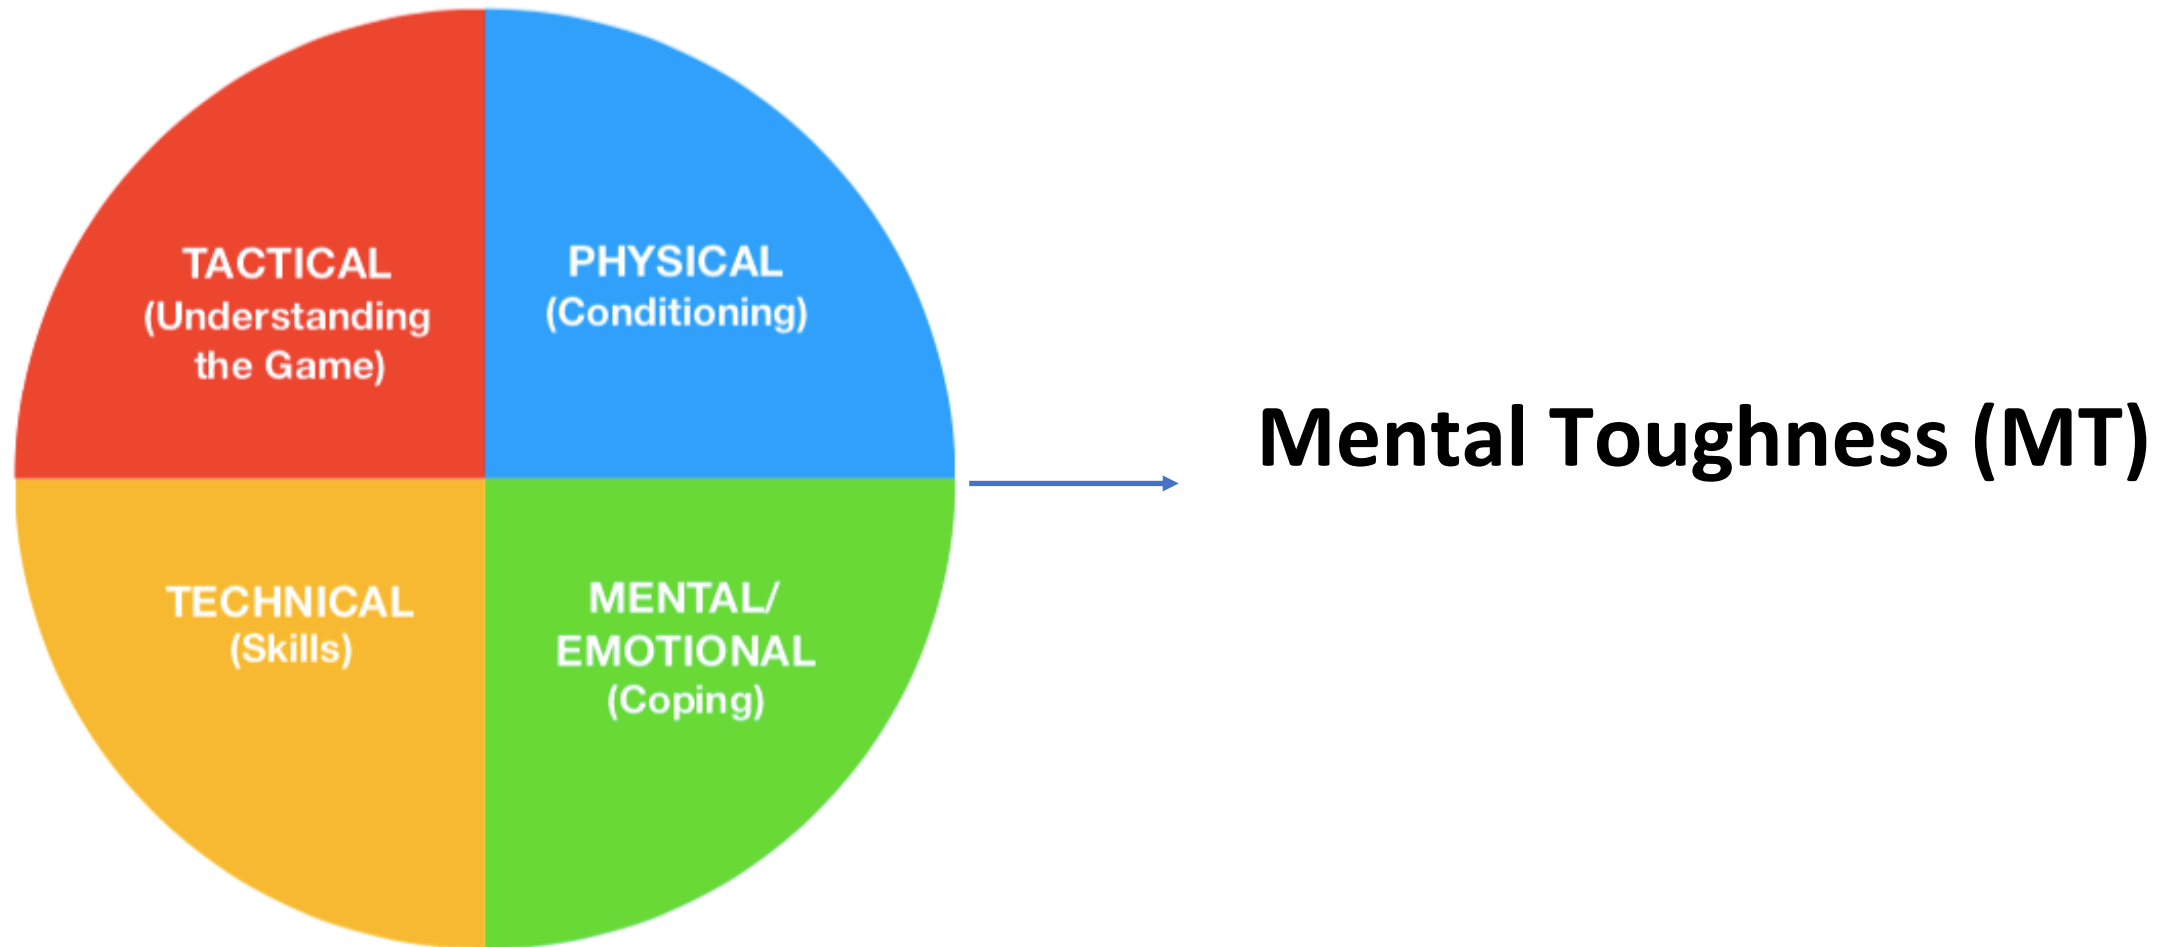 TACTICAL
(Understanding
the Game)
PHYSICAL
(Conditioning)
TECHNICAL
(Skills)
MENTAL/
EMOTIONAL
(Coping)
Mental Toughness (MT)